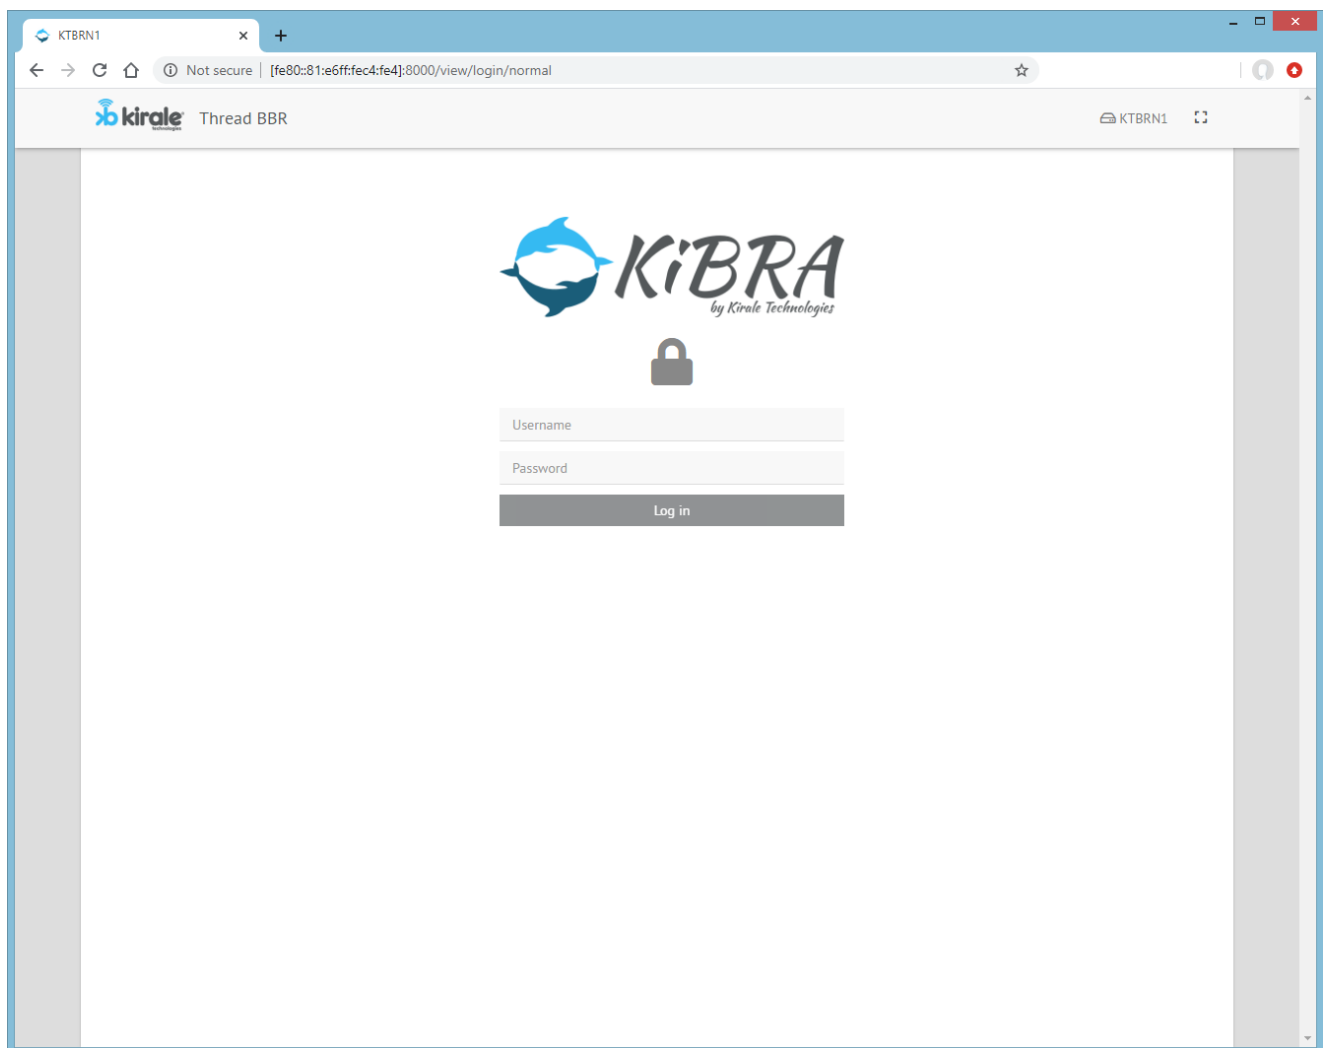 KTBRN1
Not secure | [fe80::81:e6ff:fec4:fe4]:8000/view/login/normal
kirale Technologies Thread BBR KTBRN1
KiBRA
by Kirale Technologies
Username
Password
Log in